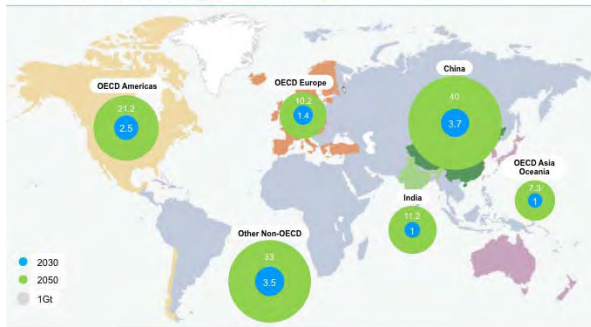 OECD Americas
21.2
2.5
OECD Europe
10.2
1.4
China
40
3.7
OECD Asia
Oceania
7.3
1
India
11.2
1
Other Non-OECD
33
3.5
2030
2050
1Gt